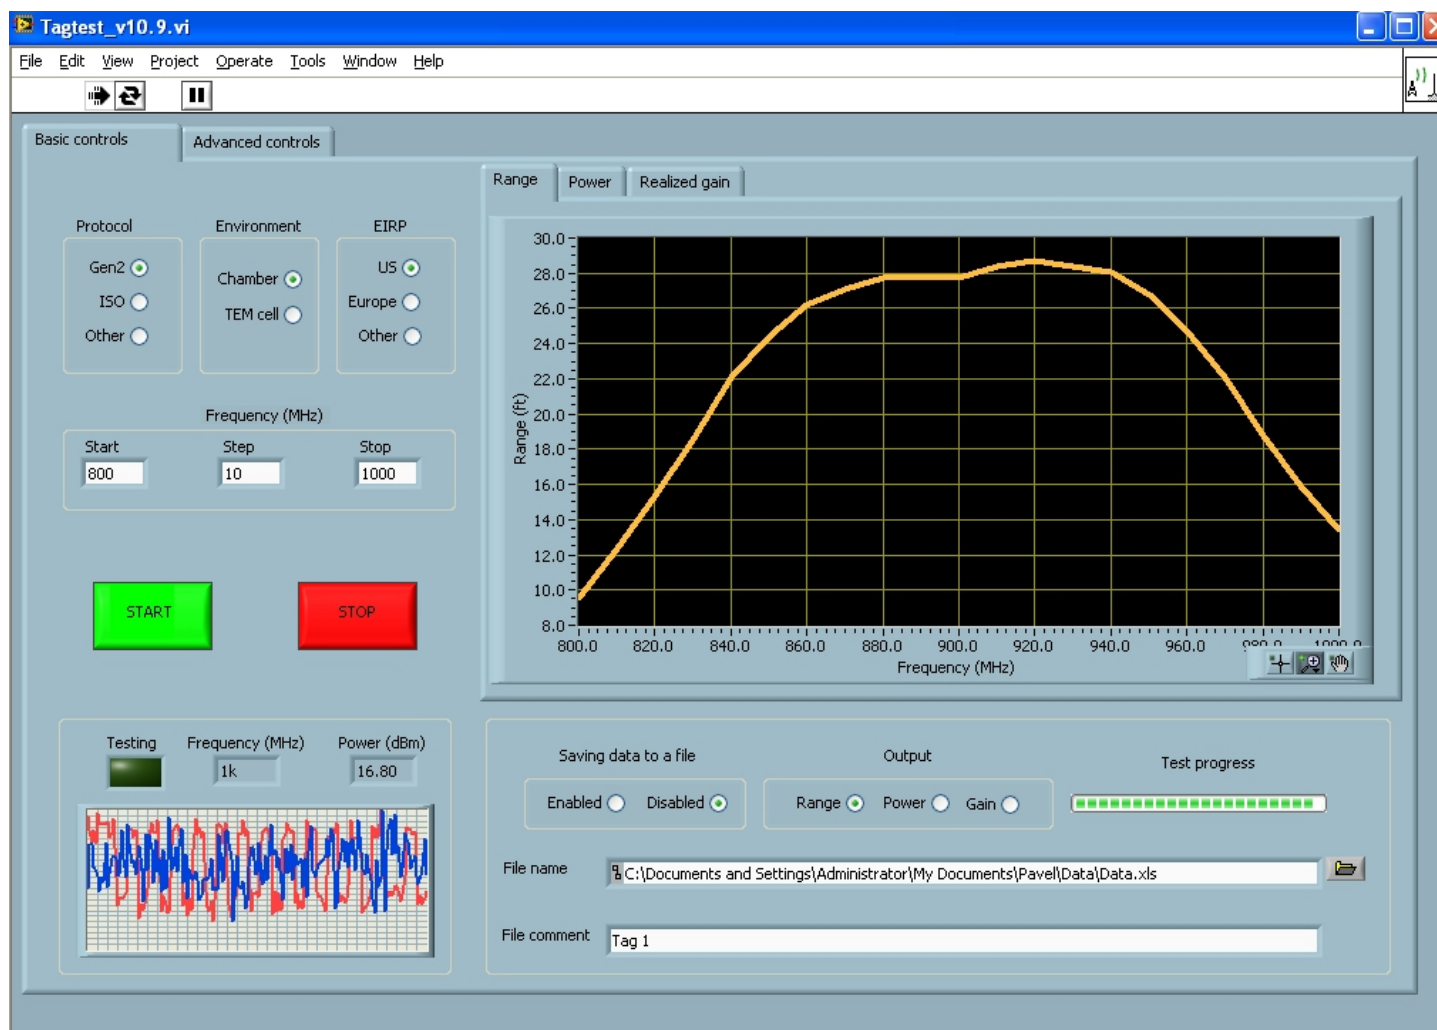 Tagtest_v10.9.vi
File Edit View Project Operate Tools Window Help
Basic controls Advanced controls
Range Power Realized gain
Protocol Environment EIRP
Gen2 Chamber US
ISO TEM cell Europe
Other Other
Frequency (MHz)
Start Step Stop
800 10 1000
START STOP
30.0
28.0
26.0
24.0
22.0
20.0
18.0
16.0
14.0
12.0
10.0
8.0
Range (ft)
800.0 820.0 840.0 860.0 880.0 900.0 920.0 940.0 960.0 980.0 1000.0
Frequency (MHz)
Testing Frequency (MHz) Power (dBm)
1k 16.80
Saving data to a file Output Test progress
Enabled Disabled Range Power Gain
File name C:\Documents and Settings\Administrator\My Documents\Pavel\Data\Data.xls
File comment Tag 1